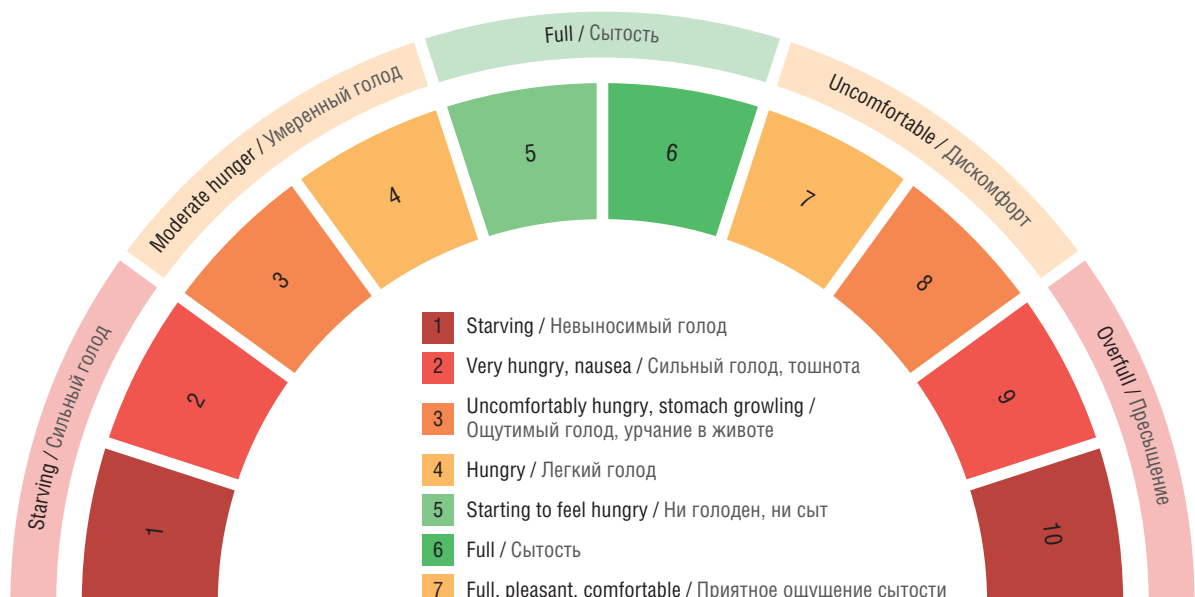 Full / Сытость
Moderate hunger / Умеренный голод
Uncomfortable / Дискомфорт
Starving / Сильный голод
Overfull / Пресыщение
1
2
3
4
5
6
7
8
9
10
1 Starving / Невыносимый голод
2 Very hungry, nausea / Сильный голод, тошнота
3 Uncomfortably hungry, stomach growling /
Ощутимый голод, урчание в животе
4 Hungry / Легкий голод
5 Starting to feel hungry / Ни голоден, ни сыт
6 Full / Сытость
7 Full, pleasant, comfortable / Приятное ощущение сытости